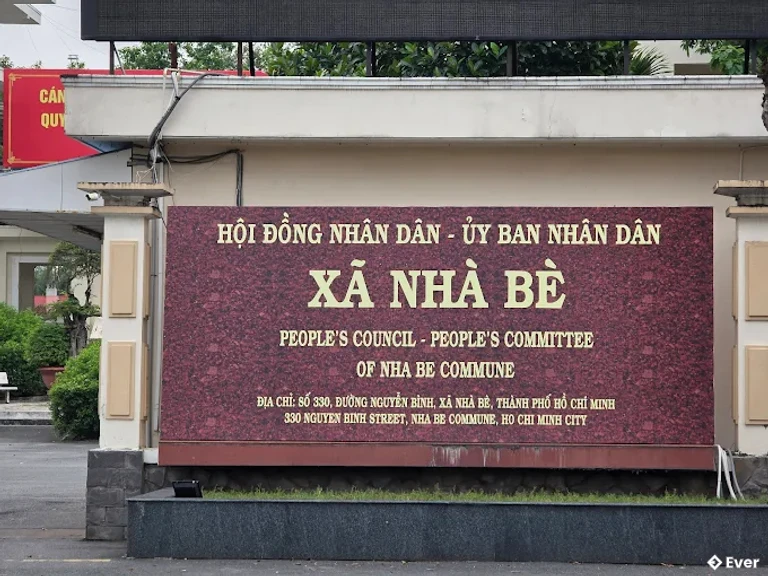 CÁN
QUY
HỘI ĐỒNG NHÂN DÂN - ỦY BAN NHÂN DÂN
XÃ NHÀ BÈ
PEOPLE'S COUNCIL - PEOPLE'S COMMITTEE
OF NHA BE COMMUNE
ĐỊA CHỈ: SỐ 330, ĐƯỜNG NGUYỄN BÌNH, XÃ NHÀ BÈ, THÀNH PHỐ HỒ CHÍ MINH
330 NGUYEN BINH STREET, NHA BE COMMUNE, HO CHI MINH CITY
Ever